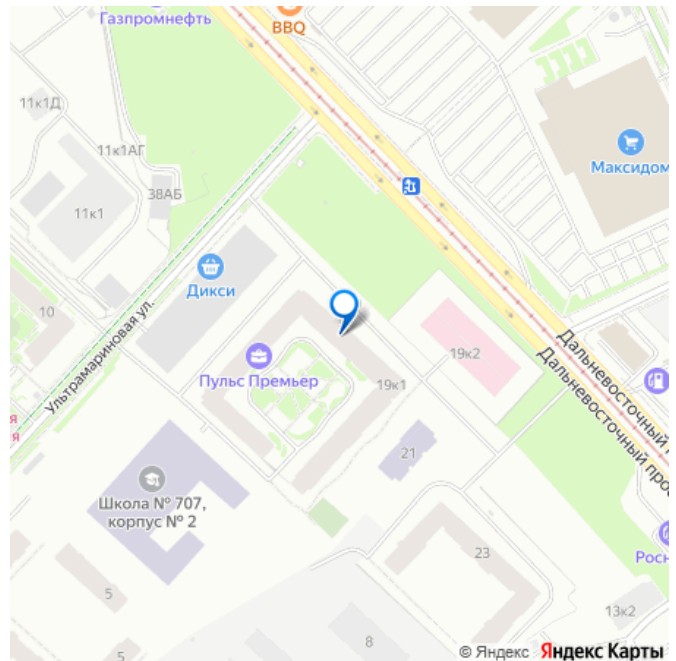 Газпромнефть
BBQ
11к1Д
11к1АГ
38АБ
Максидом
11к1
Дикси
10
Ультрамариновая ул.
19к2
Дальневосточный
Дальневосточный
Пульс Премьер
19к1
я
я
21
Школа № 707,
корпус № 2
23
Росн
5
13к2
5
8
© Яндекс Яндекс Карты